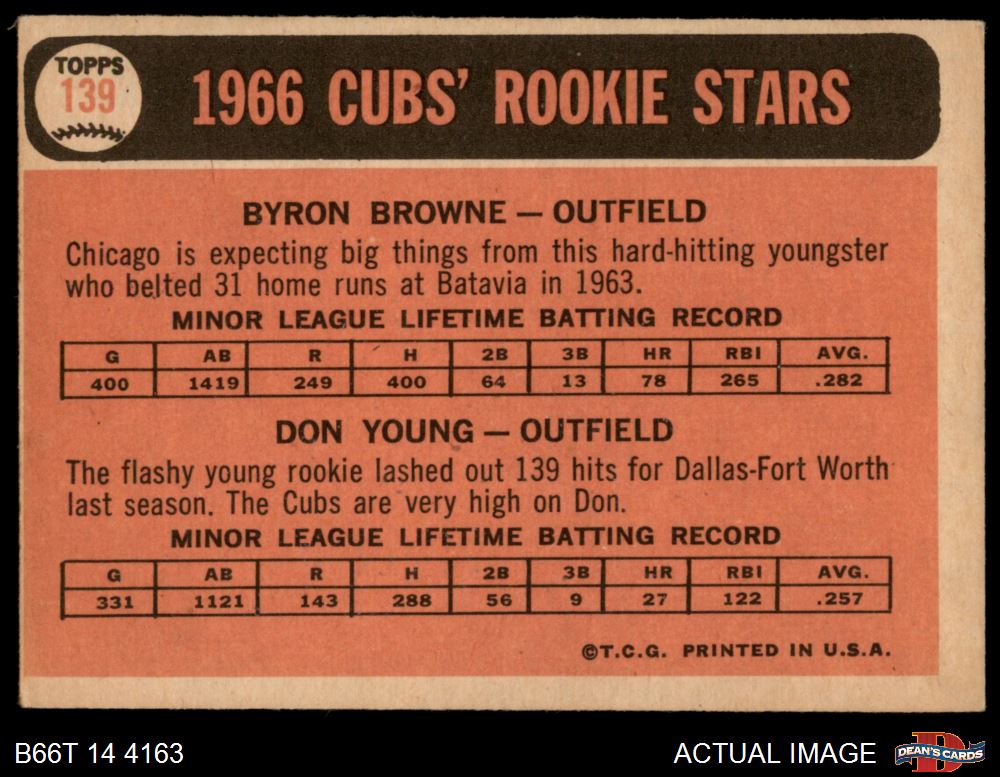 TOPPS
139
1966 CUBS' ROOKIE STARS
BYRON BROWNE — OUTFIELD
Chicago is expecting big things from this hard-hitting youngster
who belted 31 home runs at Batavia in 1963.
MINOR LEAGUE LIFETIME BATTING RECORD
G AB R H 2B 3B HR RBI AVG.
400 1419 249 400 64 13 78 265 .282
DON YOUNG — OUTFIELD
The flashy young rookie lashed out 139 hits for Dallas-Fort Worth
last season. The Cubs are very high on Don.
MINOR LEAGUE LIFETIME BATTING RECORD
G AB R H 2B 3B HR RBI AVG.
331 1121 143 288 56 9 27 122 .257
©T.C.G. PRINTED IN U.S.A.
B66T 14 4163
ACTUAL IMAGE
D
DEAN'S CARDS